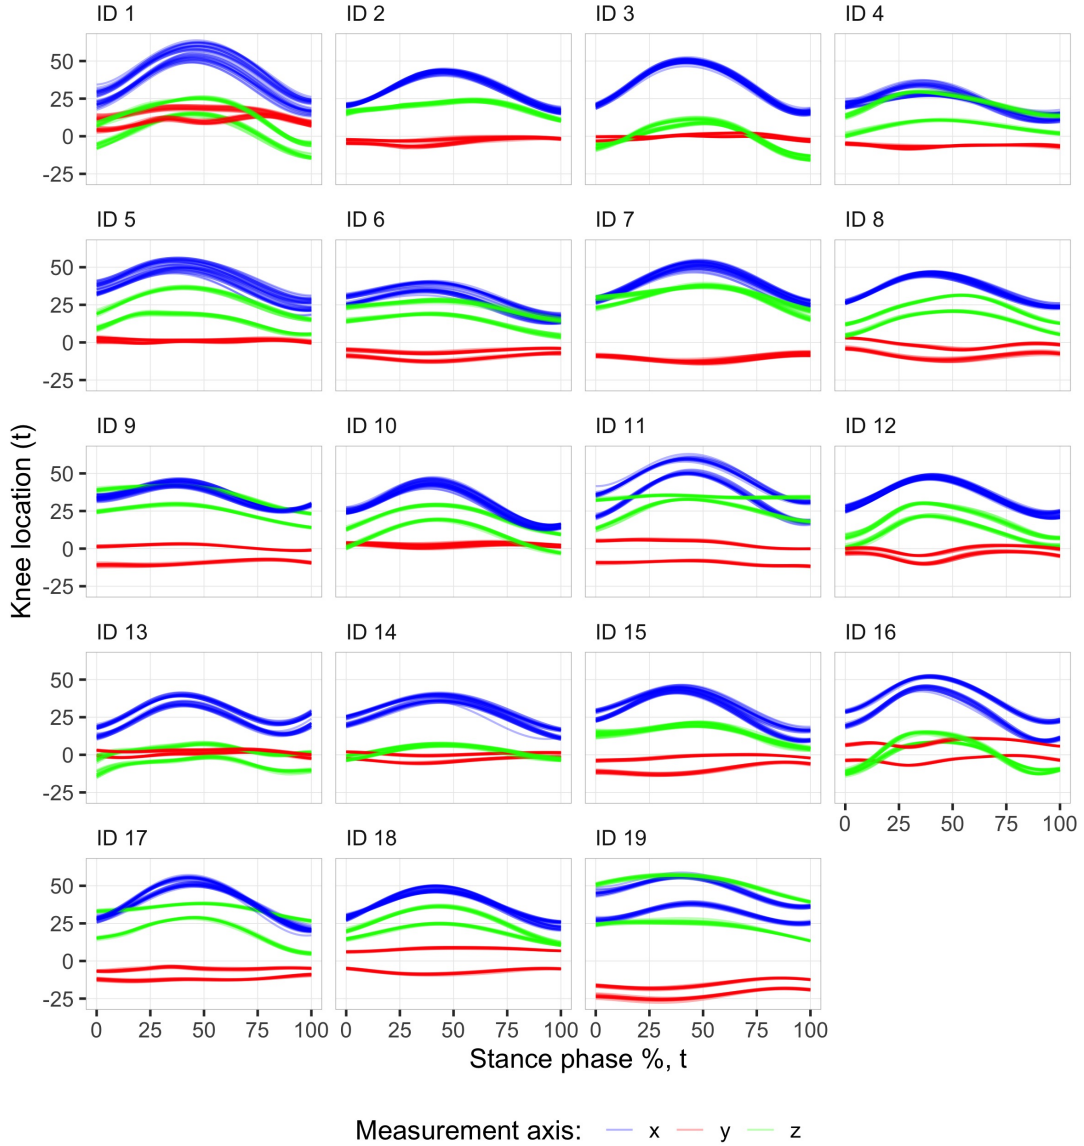 ID 1 ID 2 ID 3 ID 4
50
25
0
-25
ID 5 ID 6 ID 7 ID 8
50
25
0
-25
ID 9 ID 10 ID 11 ID 12
50
25
0
-25
Knee location (t)
ID 13 ID 14 ID 15 ID 16
50
25
0
-25
0 25 50 75 100
ID 17 ID 18 ID 19
50
25
0
-25
0 25 50 75 100 0 25 50 75 100 0 25 50 75 100
Stance phase %, t
Measurement axis: x y z